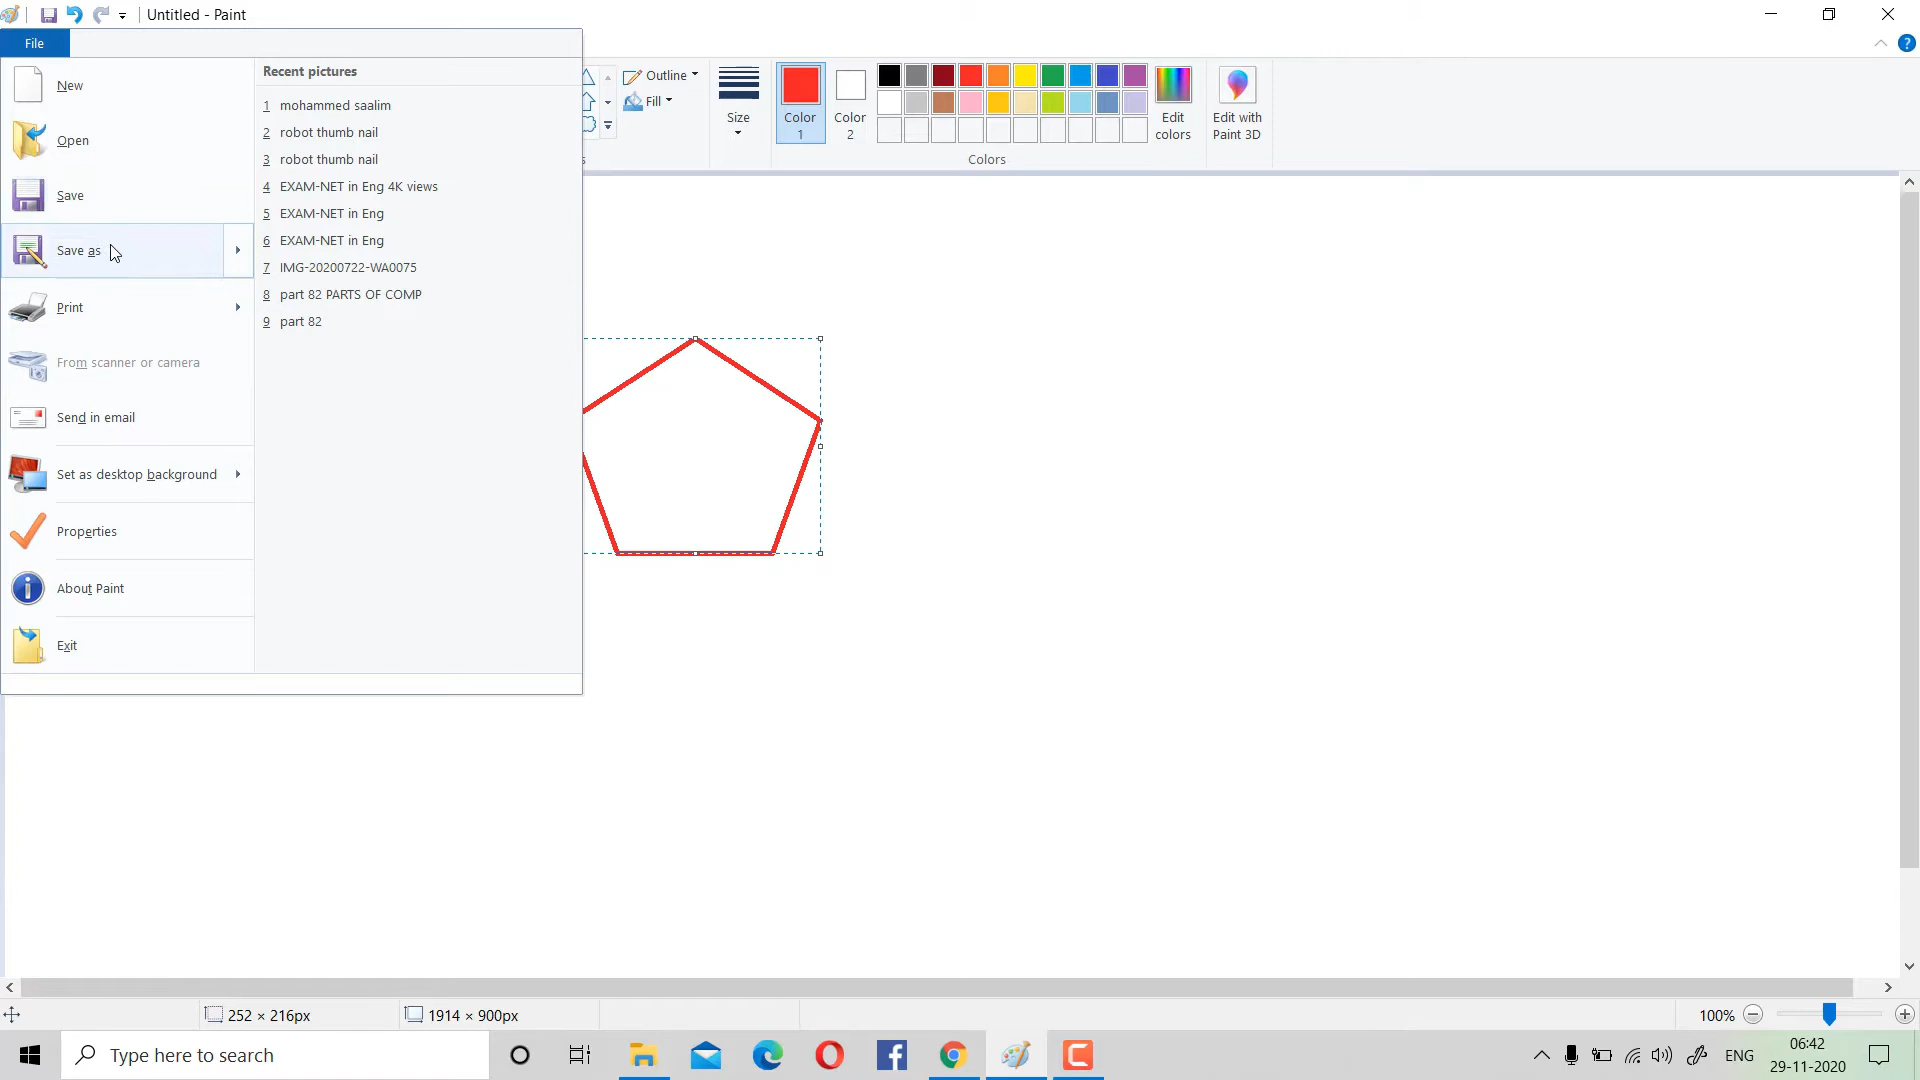 Untitled - Paint
File
New
Open
Save
Save as
Print
From scanner or camera
Send in email
Set as desktop background
Properties
About Paint
Exit
Recent pictures
1 mohammed saalim
2 robot thumb nail
3 robot thumb nail
4 EXAM-NET in Eng 4K views
5 EXAM-NET in Eng
6 EXAM-NET in Eng
7 IMG-20200722-WA0075
8 part 82 PARTS OF COMP
9 part 82
Outline
Fill
Size
Color 1
Color 2
Edit colors
Edit with Paint 3D
Colors
252 × 216px
1914 × 900px
100%
Type here to search
ENG
06:42
29-11-2020